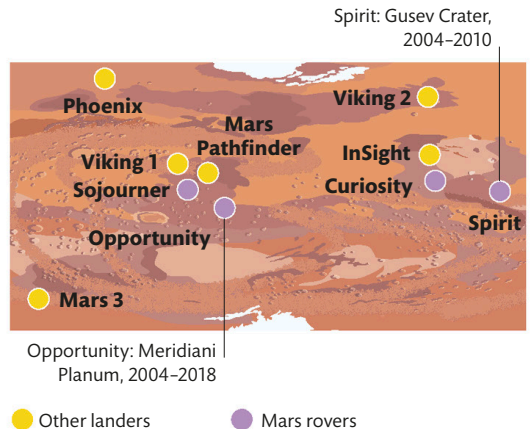 Spirit: Gusev Crater,
2004–2010
Phoenix
Viking 2
Mars
Pathfinder
Viking 1
InSight
Sojourner
Curiosity
Spirit
Opportunity
Mars 3
Opportunity: Meridiani
Planum, 2004–2018
Other landers
Mars rovers